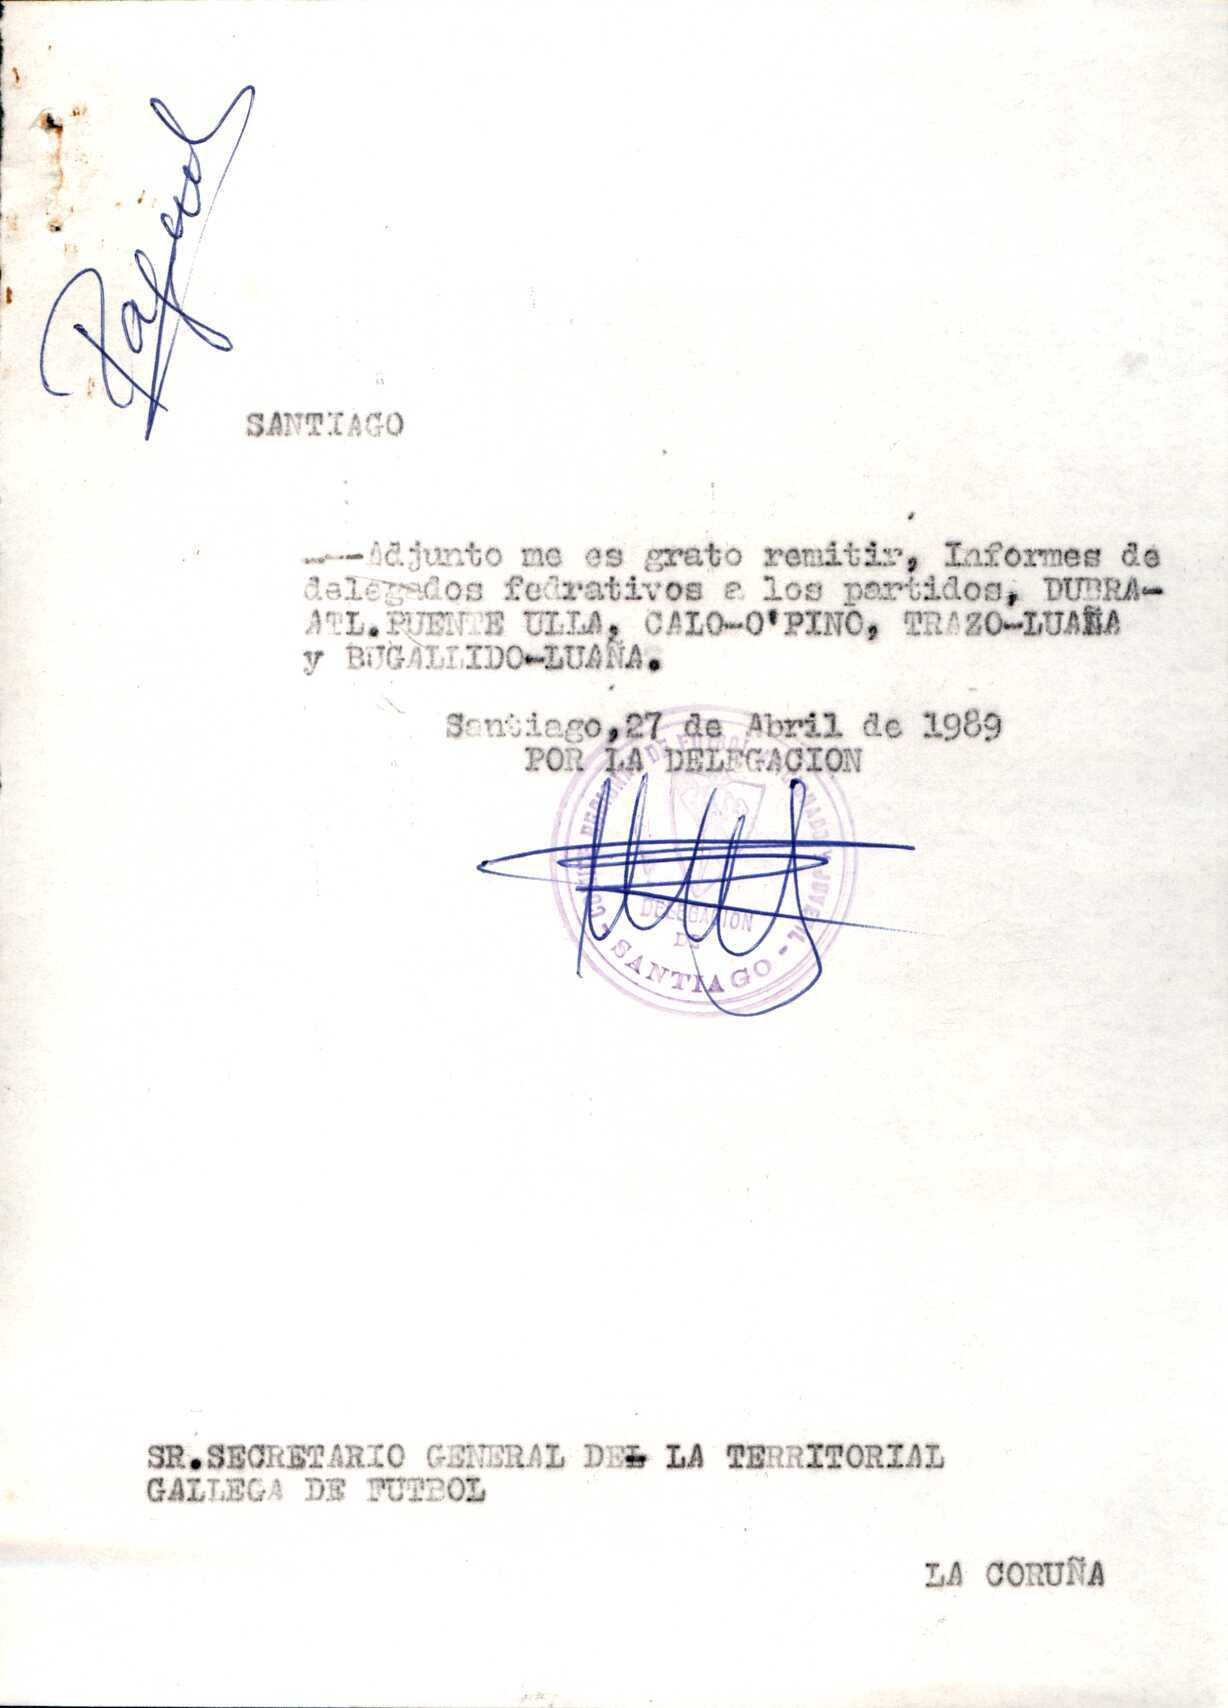 SANTIAGO
---Adjunto me es grato remitir, Informes de
delegados fedrativos a los partidos, DUBRA-
ATL.PUENTE ULLA, CALO-O'PINO, TRAZO-LUAÑA
y BUGALLIDO-LUAÑA.
Santiago,27 de Abril de 1989
POR LA DELEGACION
DELEGACION
DE
- SANTIAGO -
SR.SECRETARIO GENERAL DEL LA TERRITORIAL
GALLEGA DE FUTBOL
LA CORUÑA